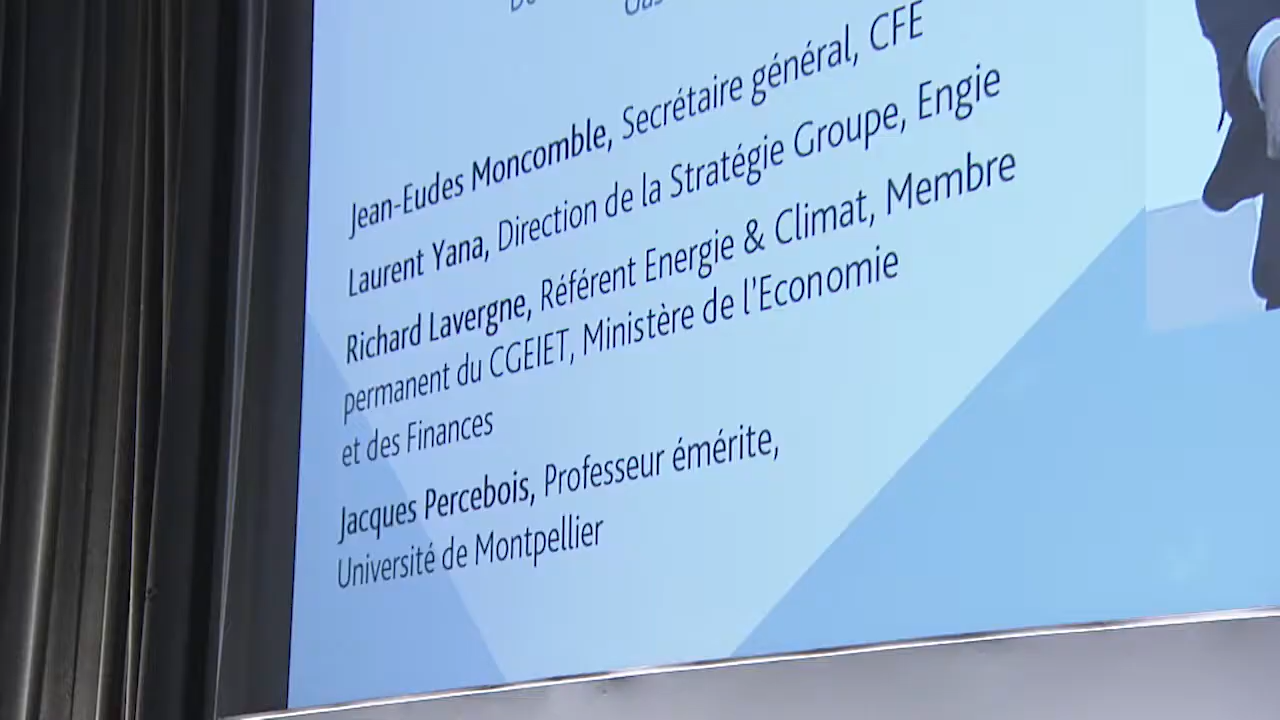 Jean-Eudes Moncomble, Secrétaire général, CFE
Laurent Yana, Direction de la Stratégie Groupe, Engie
Richard Lavergne, Référent Energie & Climat, Membre
permanent du CGEIET, Ministère de l'Economie
et des Finances
Jacques Percebois, Professeur émérite,
Université de Montpellier